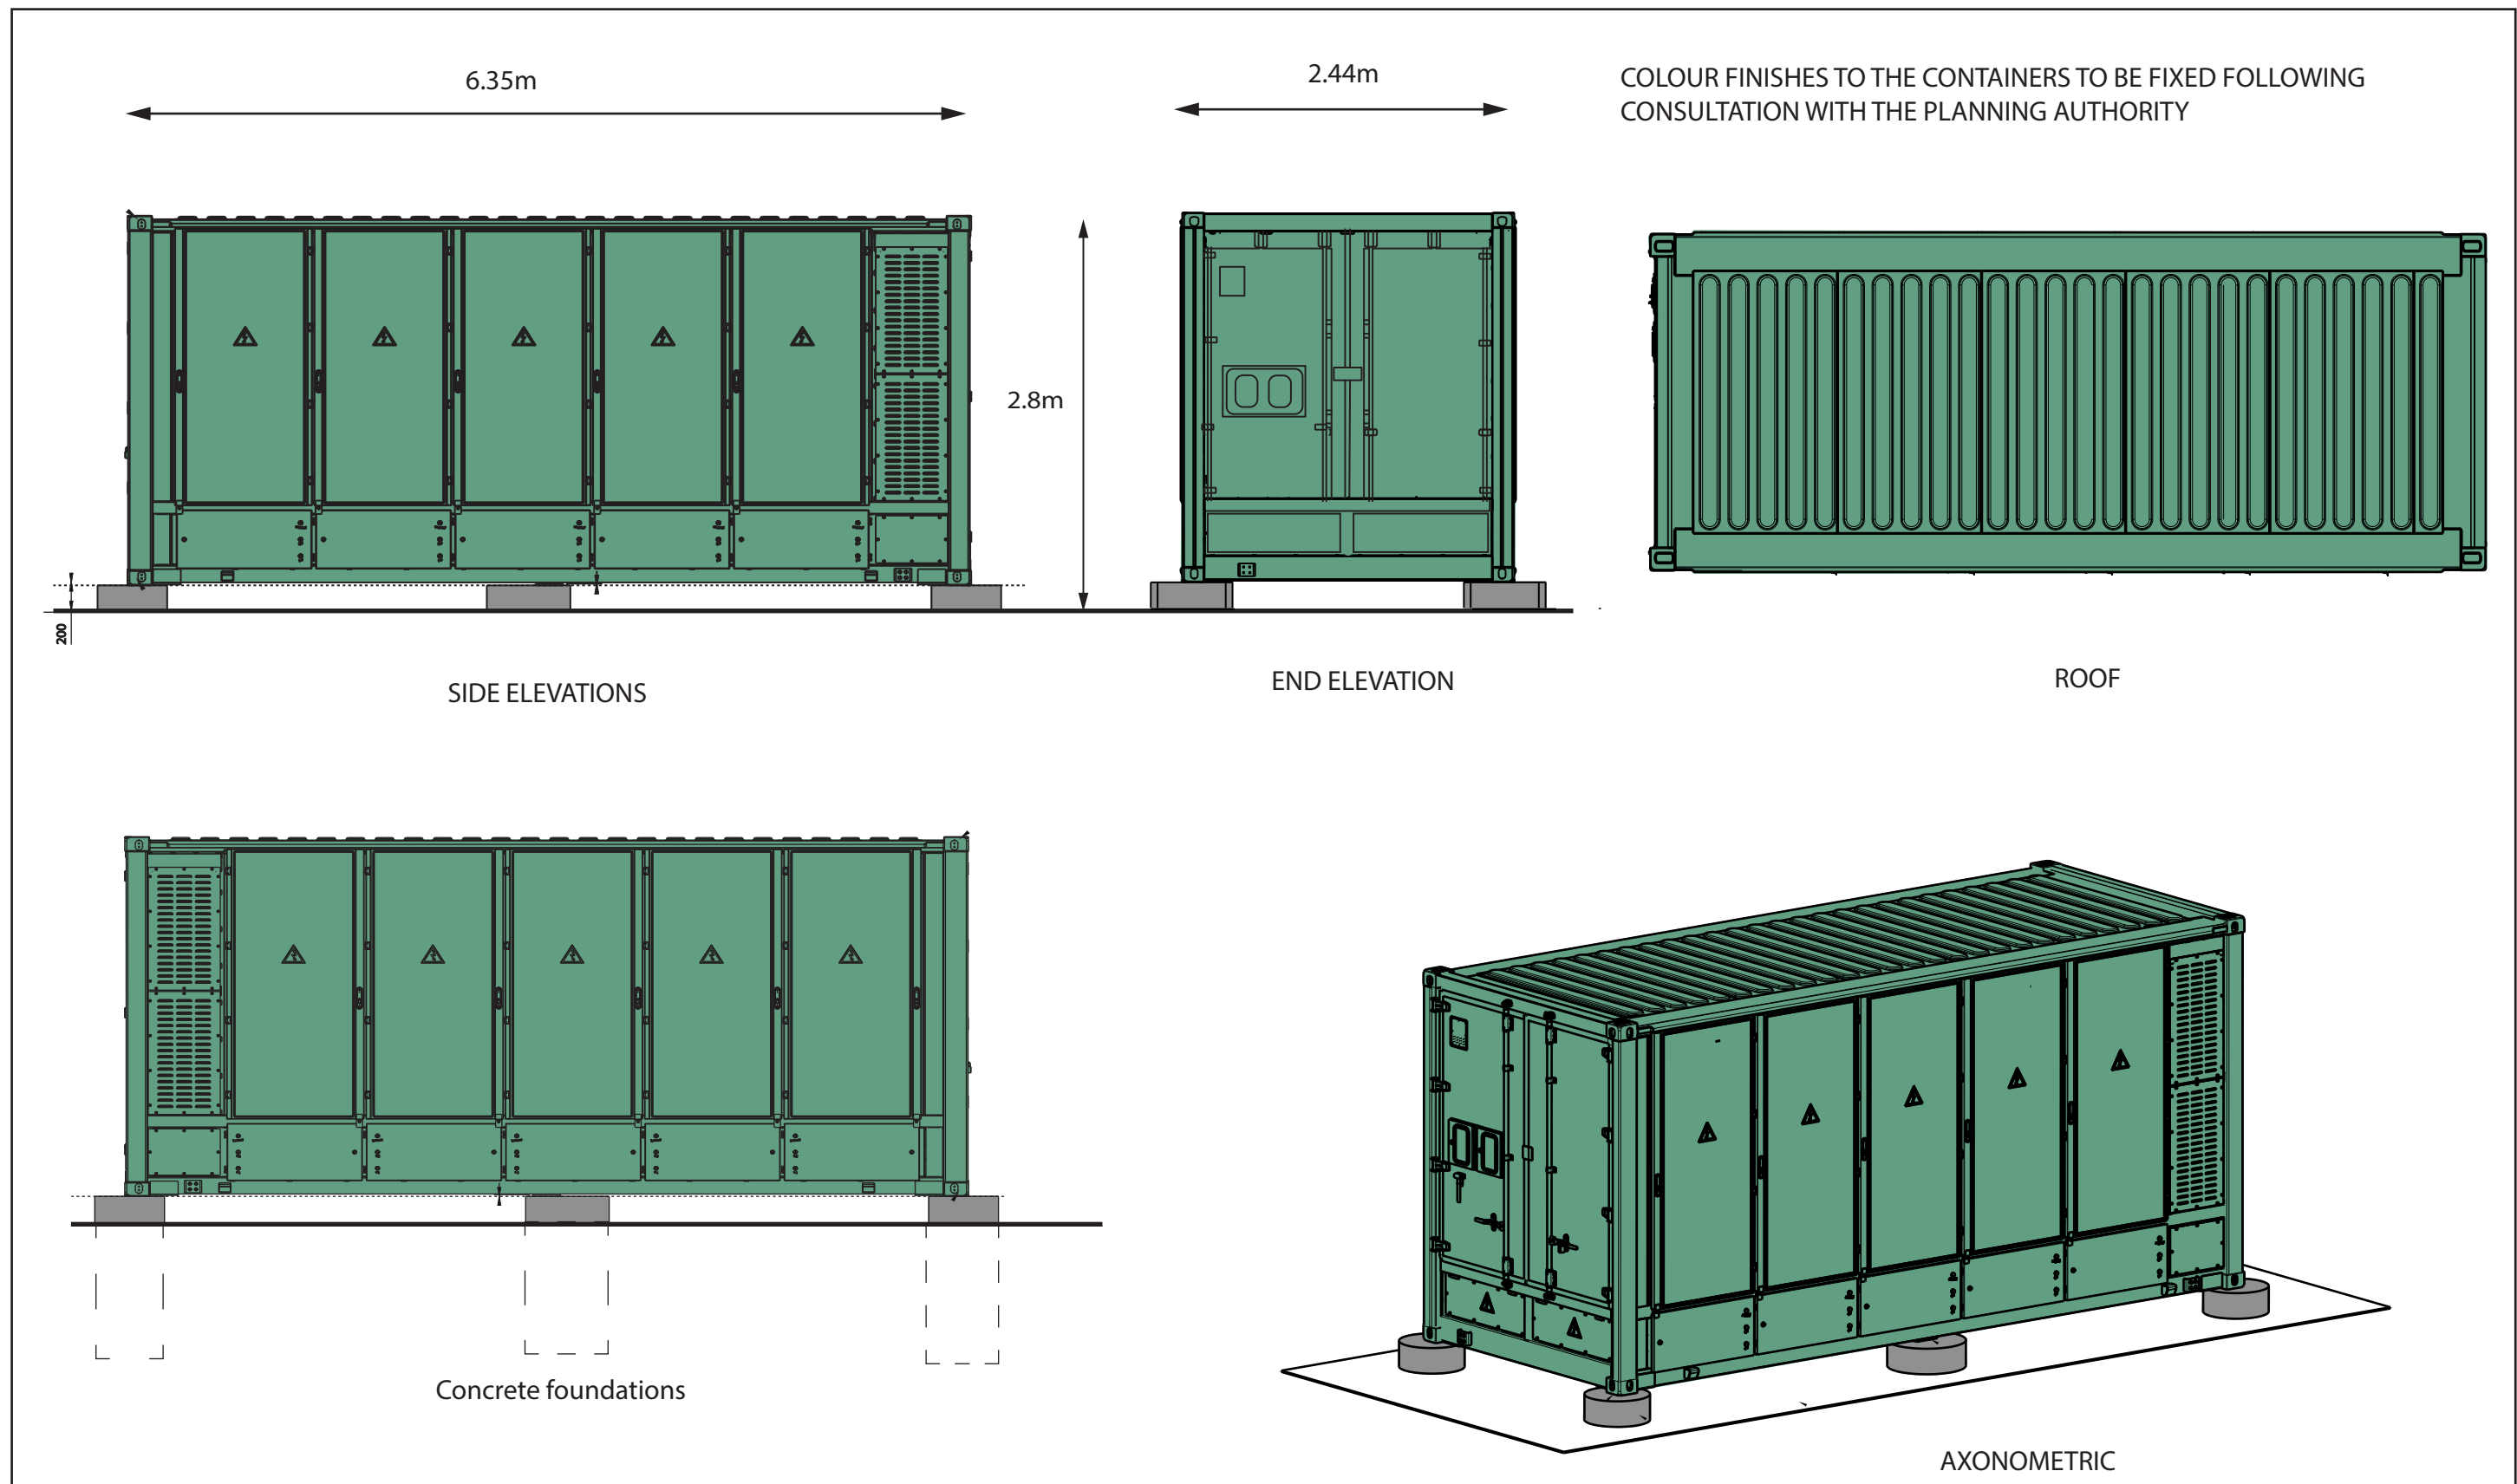 6.35m
2.44m
COLOUR FINISHES TO THE CONTAINERS TO BE FIXED FOLLOWING
CONSULTATION WITH THE PLANNING AUTHORITY
2.8m
200
SIDE ELEVATIONS
END ELEVATION
ROOF
Concrete foundations
AXONOMETRIC